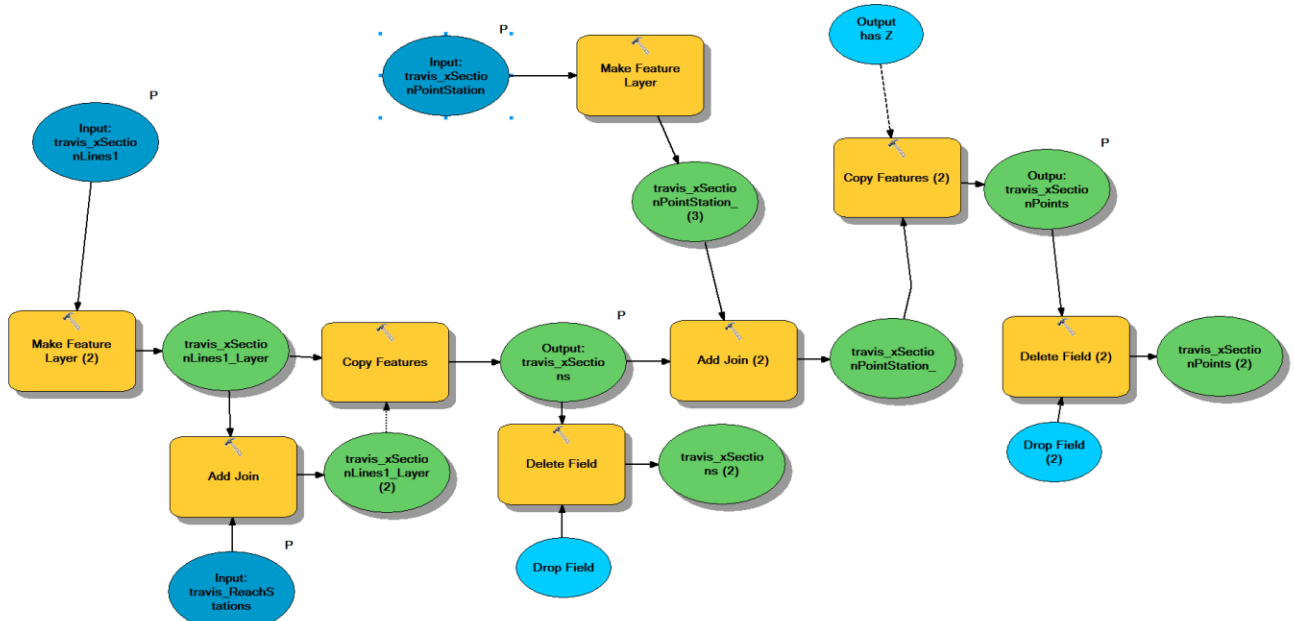 P
Input:
travis_xSectio
nPointStation
Make Feature
Layer
Output
has Z
P
Input:
travis_xSectio
nLines1
travis_xSectio
nPointStation_
(3)
Copy Features (2)
P
Outpu:
travis_xSectio
nPoints
Make Feature
Layer (2)
travis_xSectio
nLines1_Layer
Copy Features
P
Output:
travis_xSectio
ns
Add Join (2)
travis_xSectio
nPointStation_
Delete Field (2)
travis_xSectio
nPoints (2)
Add Join
travis_xSectio
nLines1_Layer
(2)
Delete Field
travis_xSectio
ns (2)
Drop Field
(2)
P
Input:
travis_ReachS
tations
Drop Field